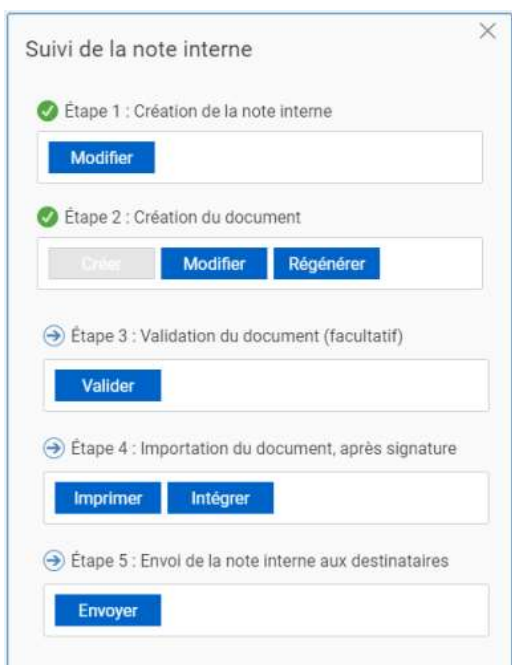 Suivi de la note interne
Étape 1 : Création de la note interne
Modifier
Étape 2 : Création du document
Créer Modifier Régénérer
Étape 3 : Validation du document (facultatif)
Valider
Étape 4 : Importation du document, après signature
Imprimer Intégrer
Étape 5 : Envoi de la note interne aux destinataires
Envoyer